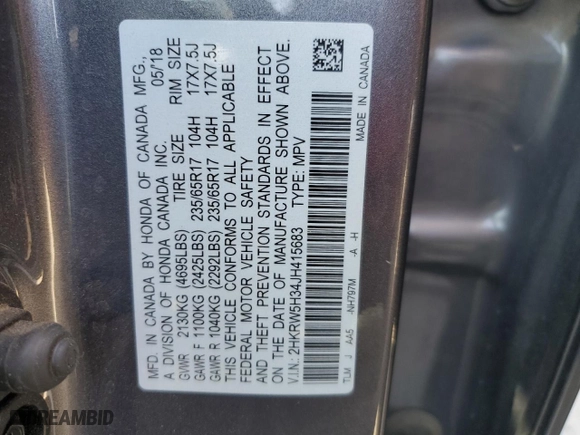 MFD. IN CANADA BY HONDA OF CANADA MFG.,
A DIVISION OF HONDA CANADA INC. 05/18
TIRE SIZE RIM SIZE
GVWR 2130KG (4695LBS)
GAWR F 1100KG (2425LBS) 235/65R17 104H 17X7.5J
GAWR R 1040KG (2292LBS) 235/65R17 104H 17X7.5J
THIS VEHICLE CONFORMS TO ALL APPLICABLE
FEDERAL MOTOR VEHICLE SAFETY
AND THEFT PREVENTION STANDARDS IN EFFECT
ON THE DATE OF MANUFACTURE SHOWN ABOVE.
V.I.N.: 2HKRW5H34JH415683 TYPE: MPV
TLM J AA5 -NH797M -A -H MADE IN CANADA
DREAMBID